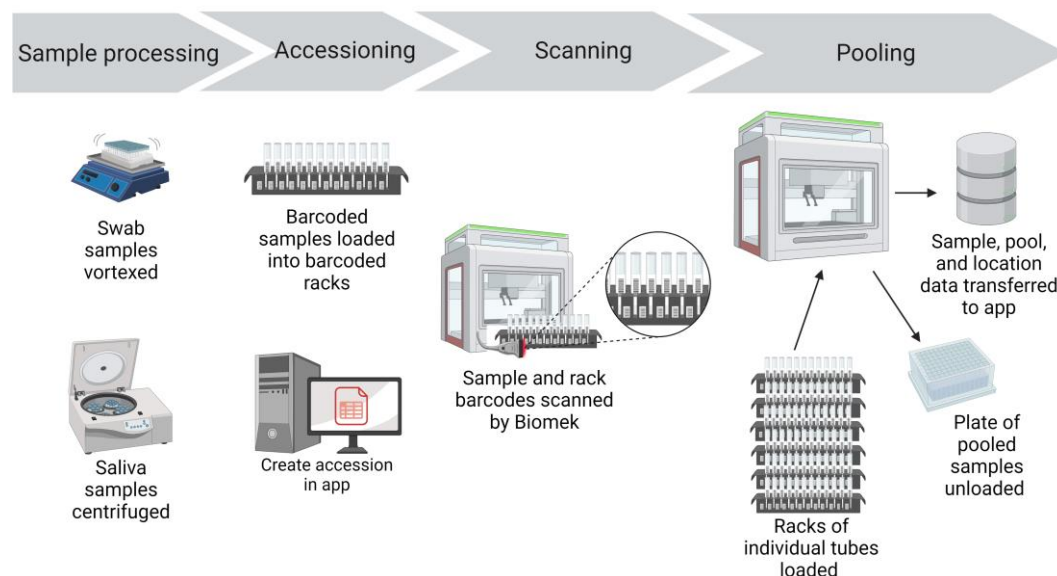 Sample processing
Accessioning
Scanning
Pooling
Swab
samples
vortexed
Barcoded
samples loaded
into barcoded
racks
Sample and rack
barcodes scanned
by Biomek
Sample, pool,
and location
data transferred
to app
Saliva
samples
centrifuged
Create accession
in app
Racks of
individual tubes
loaded
Plate of
pooled
samples
unloaded